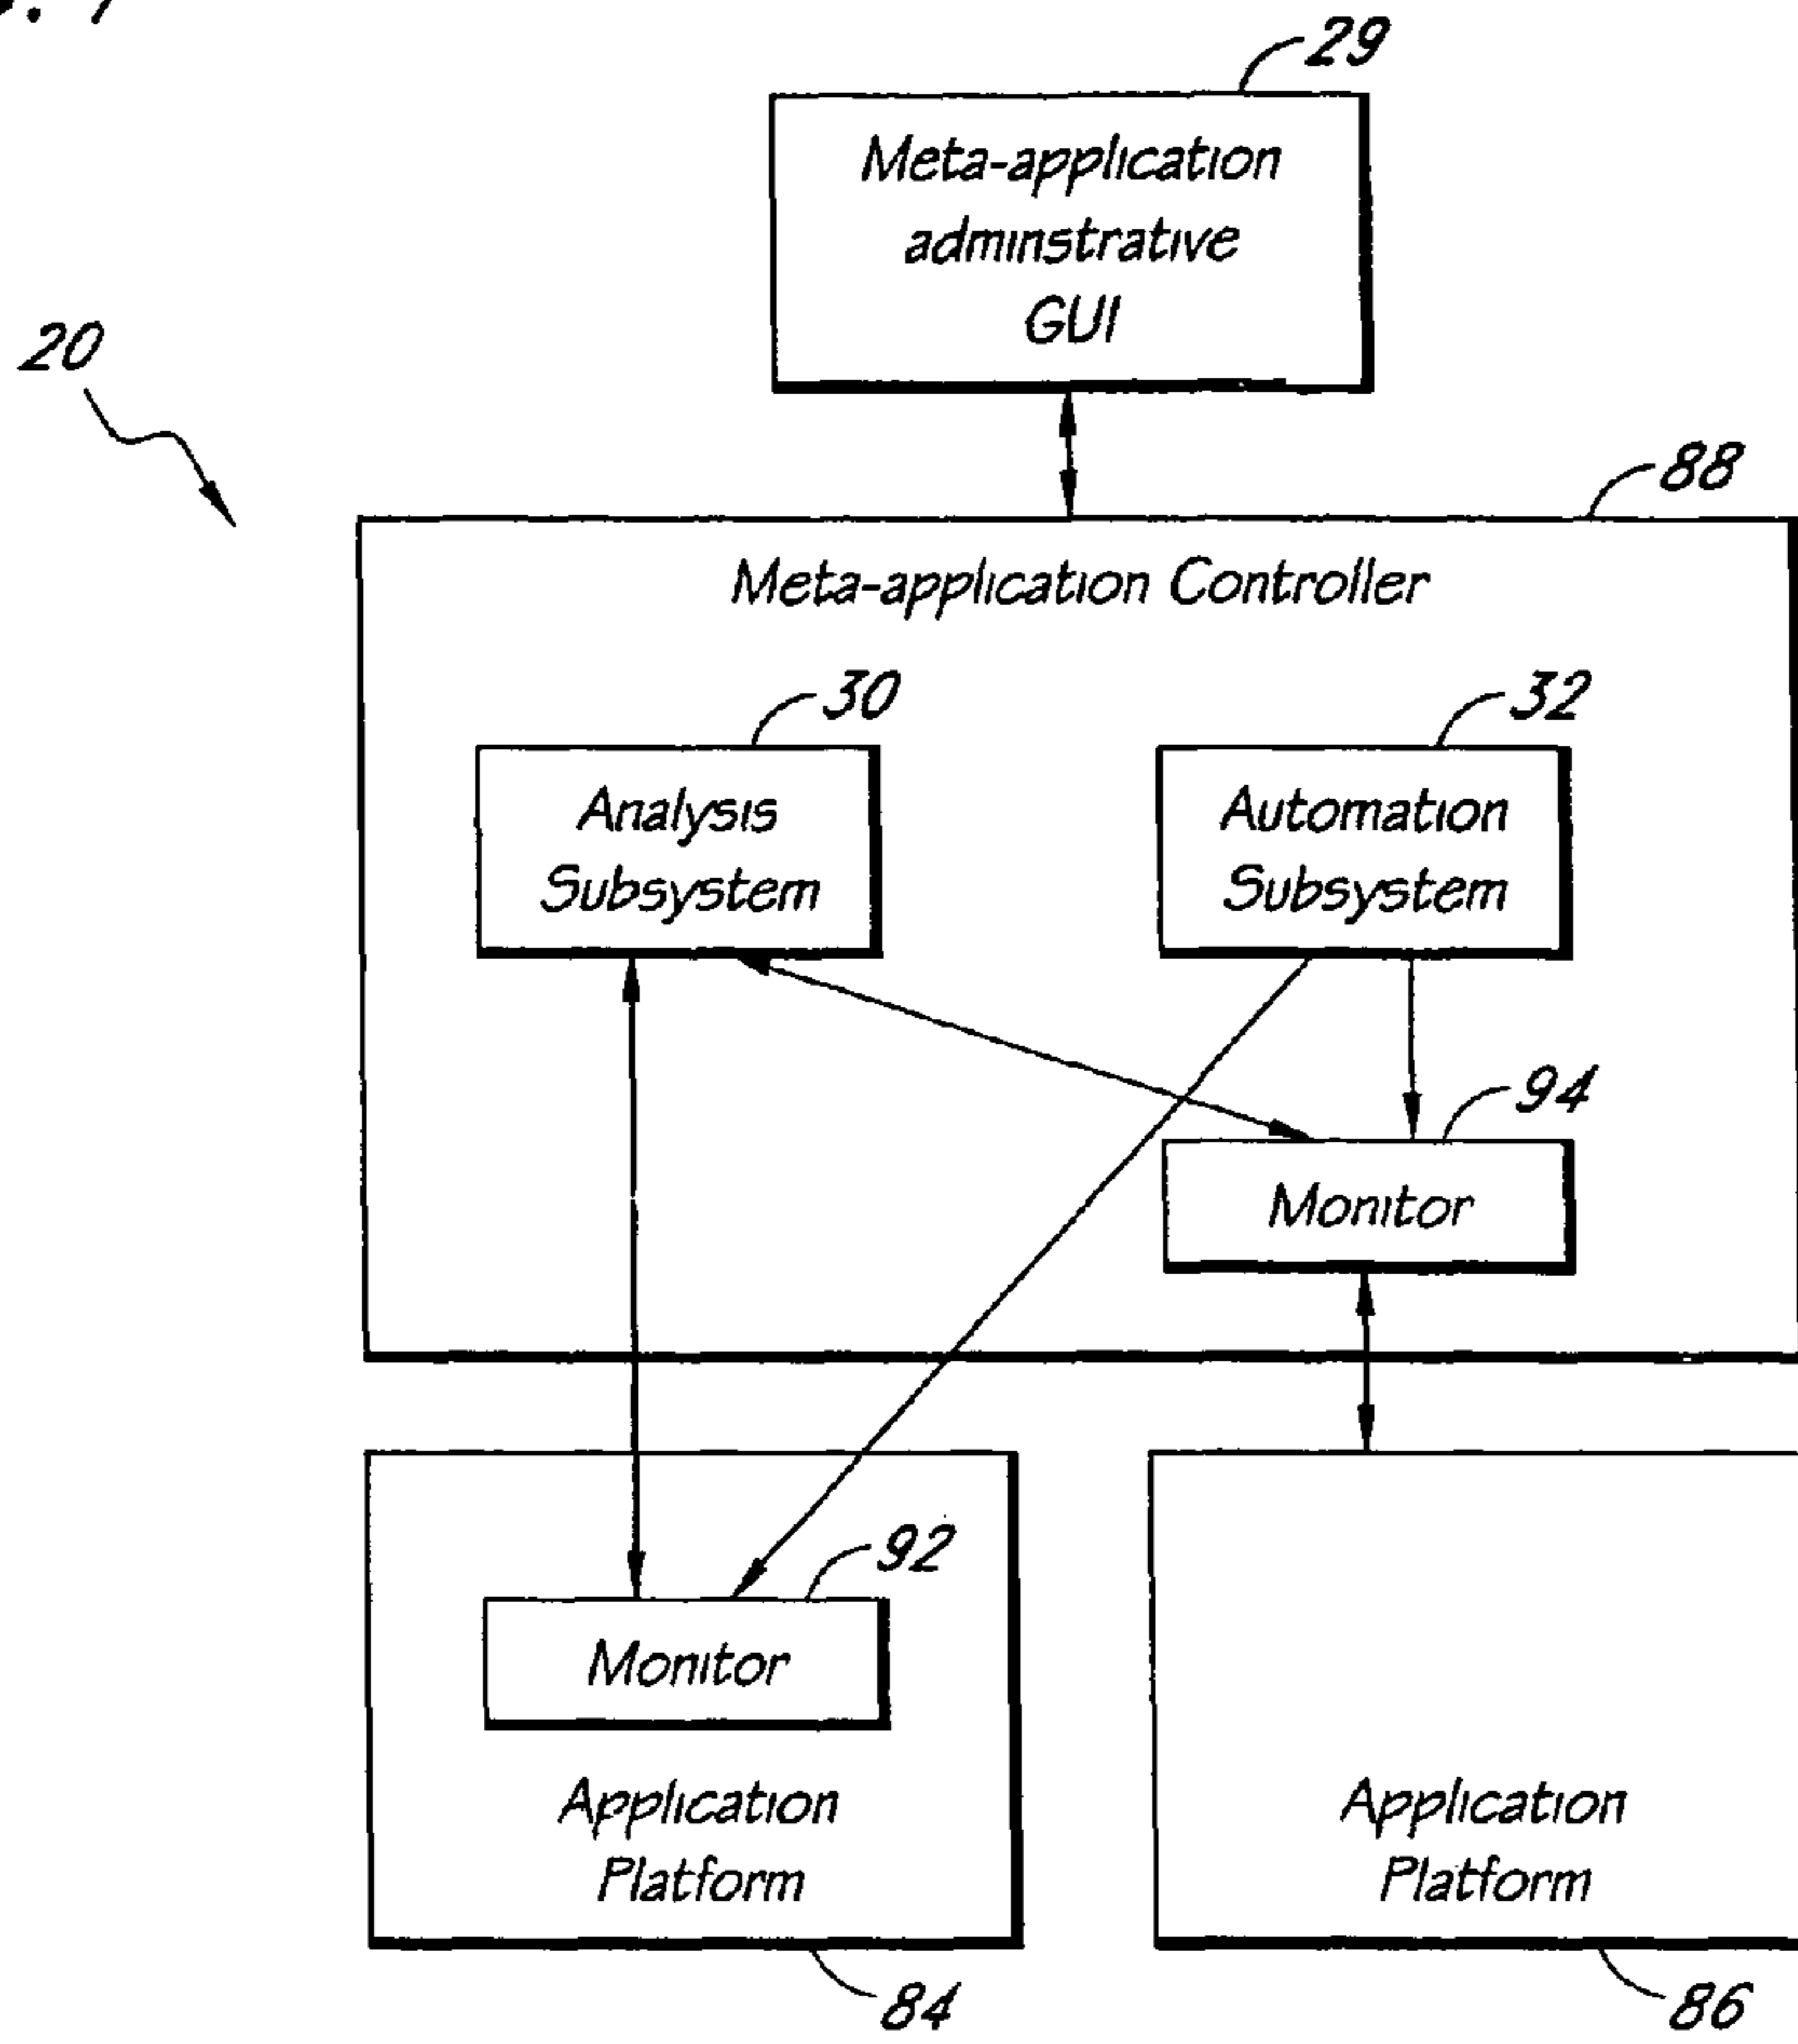 29
Meta-application
adminstrative
GUI
20
88
Meta-application Controller
30
32
Analysis
Subsystem
Automation
Subsystem
94
Monitor
92
Monitor
Application
Platform
Application
Platform
84
86